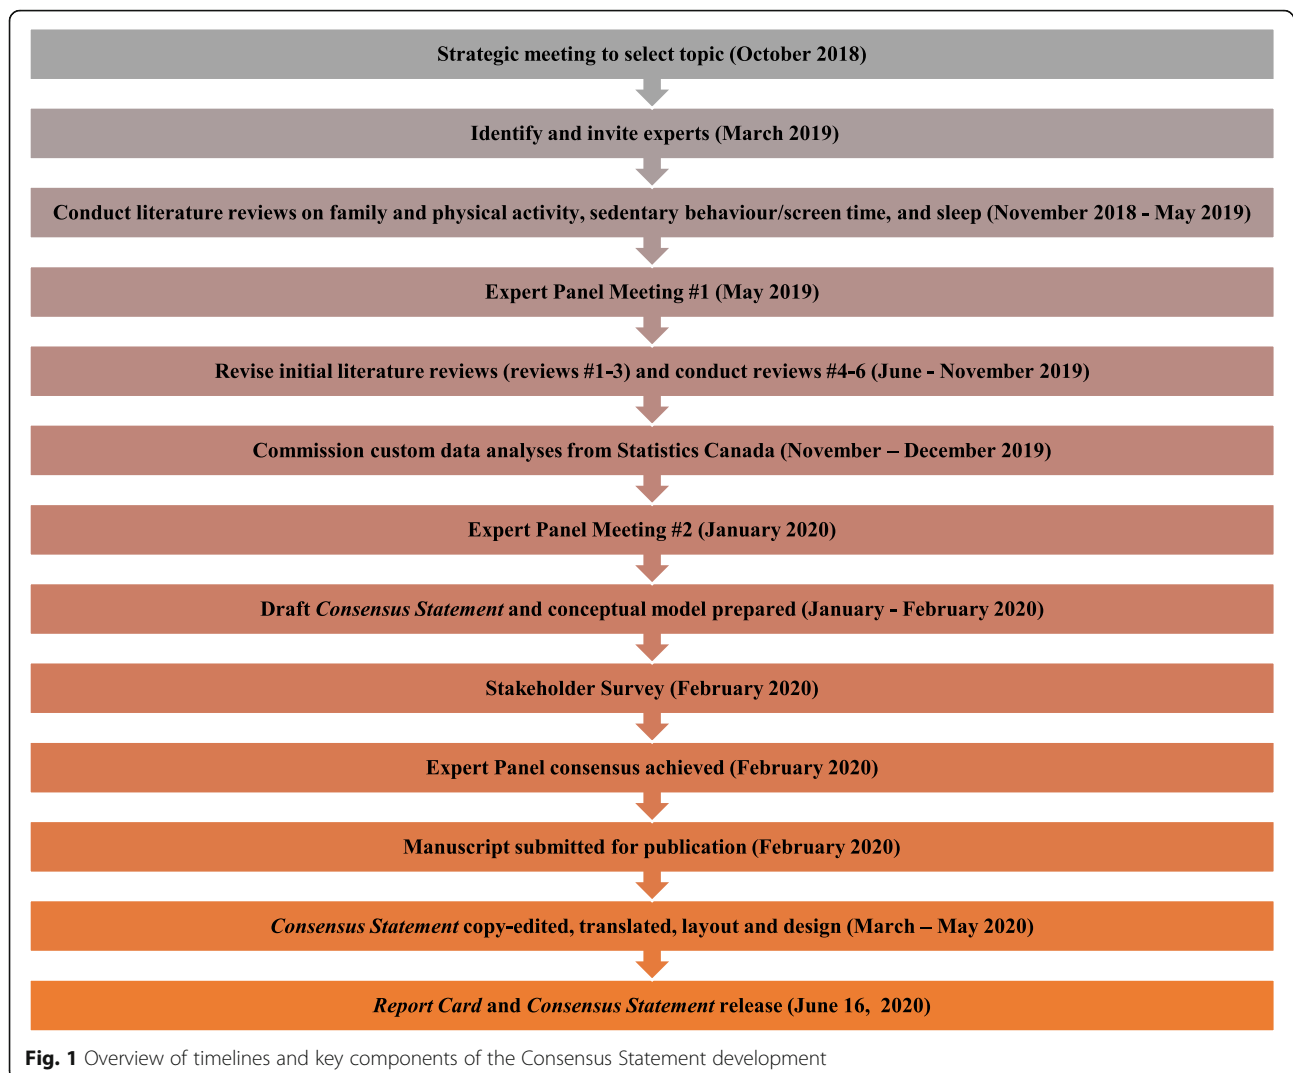 Strategic meeting to select topic (October 2018)
Identify and invite experts (March 2019)
Conduct literature reviews on family and physical activity, sedentary behaviour/screen time, and sleep (November 2018 - May 2019)
Expert Panel Meeting #1 (May 2019)
Revise initial literature reviews (reviews #1-3) and conduct reviews #4-6 (June - November 2019)
Commission custom data analyses from Statistics Canada (November – December 2019)
Expert Panel Meeting #2 (January 2020)
Draft Consensus Statement and conceptual model prepared (January - February 2020)
Stakeholder Survey (February 2020)
Expert Panel consensus achieved (February 2020)
Manuscript submitted for publication (February 2020)
Consensus Statement copy-edited, translated, layout and design (March – May 2020)
Report Card and Consensus Statement release (June 16, 2020)
Fig. 1 Overview of timelines and key components of the Consensus Statement development